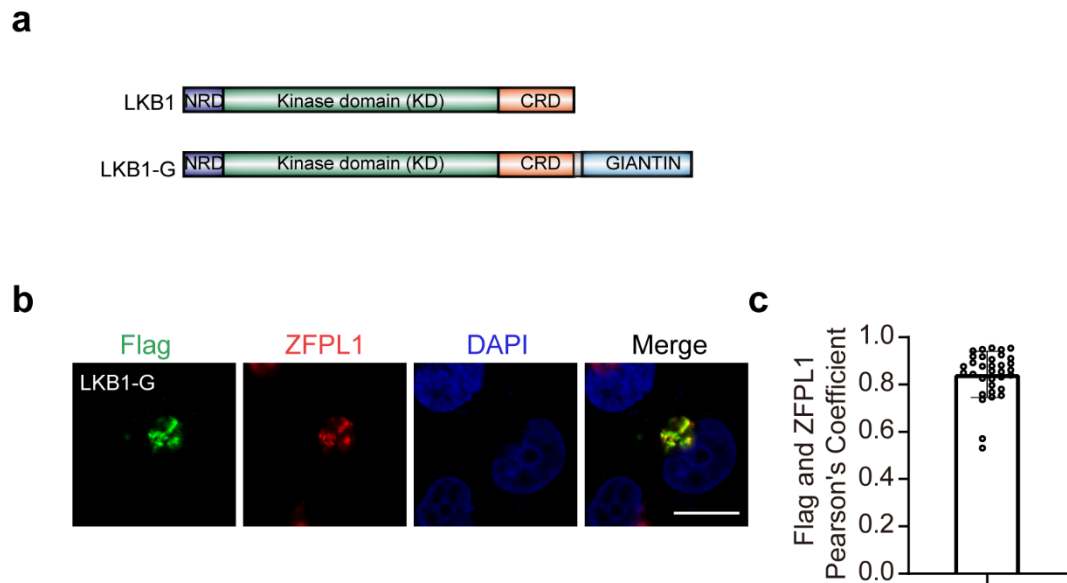 a
LKB1 NRD Kinase domain (KD) CRD
LKB1-G NRD Kinase domain (KD) CRD GIANTIN
b
Flag ZFPL1 DAPI Merge
LKB1-G
c
Flag and ZFPL1
Pearson's Coefficient
1.0
0.8
0.6
0.4
0.2
0.0